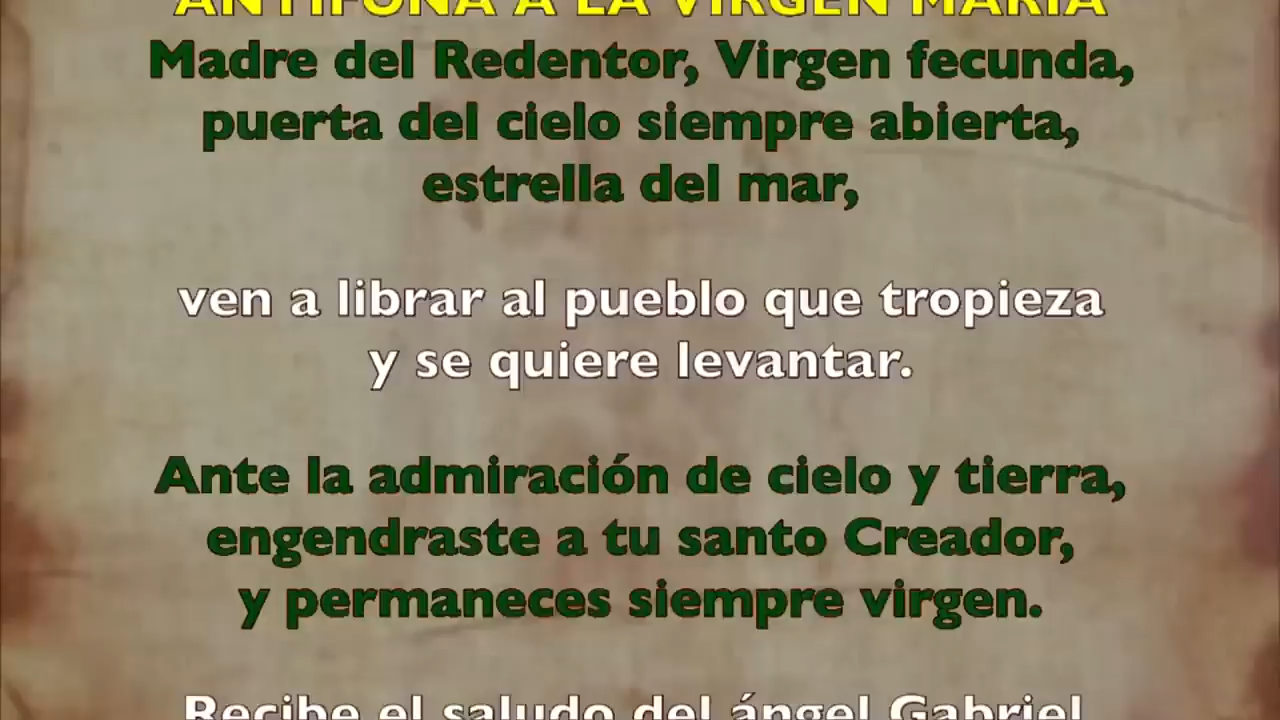 ANTÍFONA A LA VIRGEN MARÍA
Madre del Redentor, Virgen fecunda,
puerta del cielo siempre abierta,
estrella del mar,
ven a librar al pueblo que tropieza
y se quiere levantar.
Ante la admiración de cielo y tierra,
engendraste a tu santo Creador,
y permaneces siempre virgen.
Recibe el saludo del ángel Gabriel